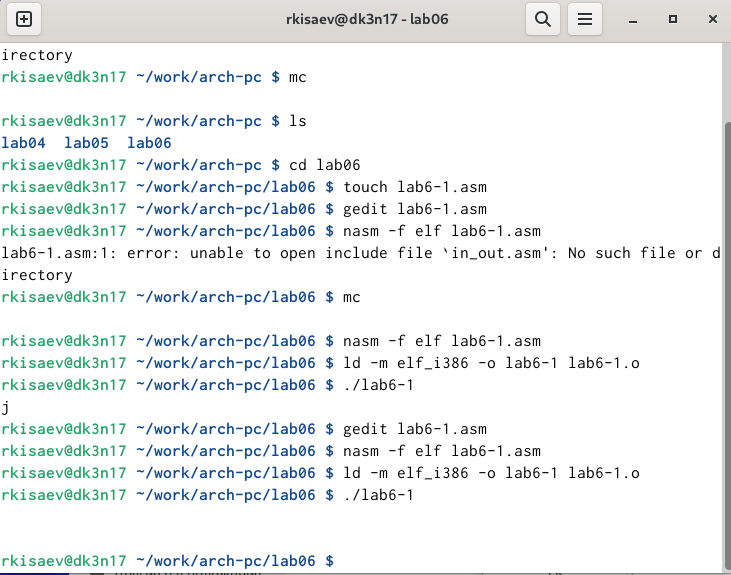 rkisaev@dk3n17 - lab06
irectory
rkisaev@dk3n17 ~/work/arch-pc $ mc
rkisaev@dk3n17 ~/work/arch-pc $ ls
lab04  lab05  lab06
rkisaev@dk3n17 ~/work/arch-pc $ cd lab06
rkisaev@dk3n17 ~/work/arch-pc/lab06 $ touch lab6-1.asm
rkisaev@dk3n17 ~/work/arch-pc/lab06 $ gedit lab6-1.asm
rkisaev@dk3n17 ~/work/arch-pc/lab06 $ nasm -f elf lab6-1.asm
lab6-1.asm:1: error: unable to open include file `in_out.asm': No such file or d
irectory
rkisaev@dk3n17 ~/work/arch-pc/lab06 $ mc
rkisaev@dk3n17 ~/work/arch-pc/lab06 $ nasm -f elf lab6-1.asm
rkisaev@dk3n17 ~/work/arch-pc/lab06 $ ld -m elf_i386 -o lab6-1 lab6-1.o
rkisaev@dk3n17 ~/work/arch-pc/lab06 $ ./lab6-1
j
rkisaev@dk3n17 ~/work/arch-pc/lab06 $ gedit lab6-1.asm
rkisaev@dk3n17 ~/work/arch-pc/lab06 $ nasm -f elf lab6-1.asm
rkisaev@dk3n17 ~/work/arch-pc/lab06 $ ld -m elf_i386 -o lab6-1 lab6-1.o
rkisaev@dk3n17 ~/work/arch-pc/lab06 $ ./lab6-1
rkisaev@dk3n17 ~/work/arch-pc/lab06 $